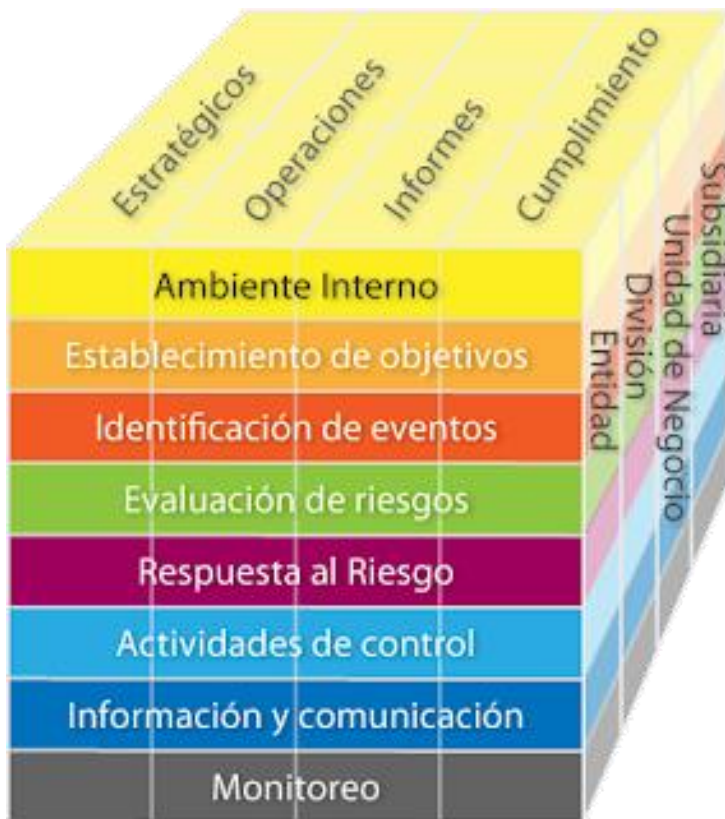 Estratégicos
Operaciones
Informes
Cumplimiento
Ambiente Interno
Establecimiento de objetivos
Identificación de eventos
Evaluación de riesgos
Respuesta al Riesgo
Actividades de control
Información y comunicación
Monitoreo
Entidad
División
Unidad de Negocio
Subsidiaria